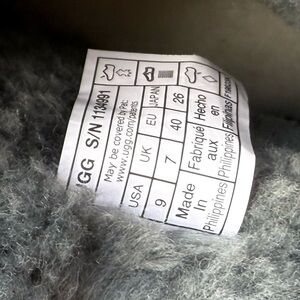 UGG S/N 1134991
May be covered by Pat.
www.ugg.com/patents
USA UK EU JAPAN
9 7 40 26
Made Fabriqué Hecho
In aux en
Philippines Philippines Filipinas